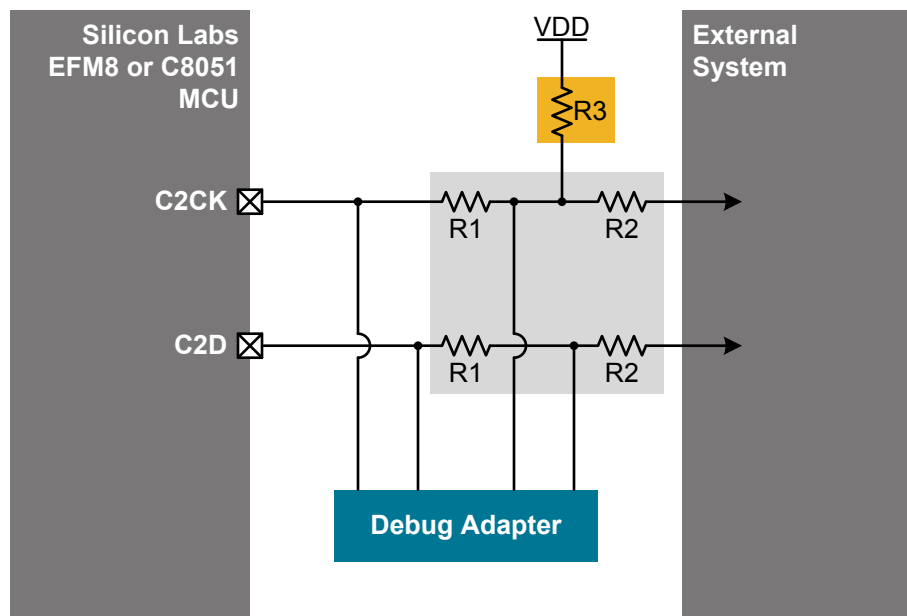 Silicon Labs
EFM8 or C8051
MCU
VDD
External
System
R3
C2CK
R1
R2
C2D
R1
R2
Debug Adapter